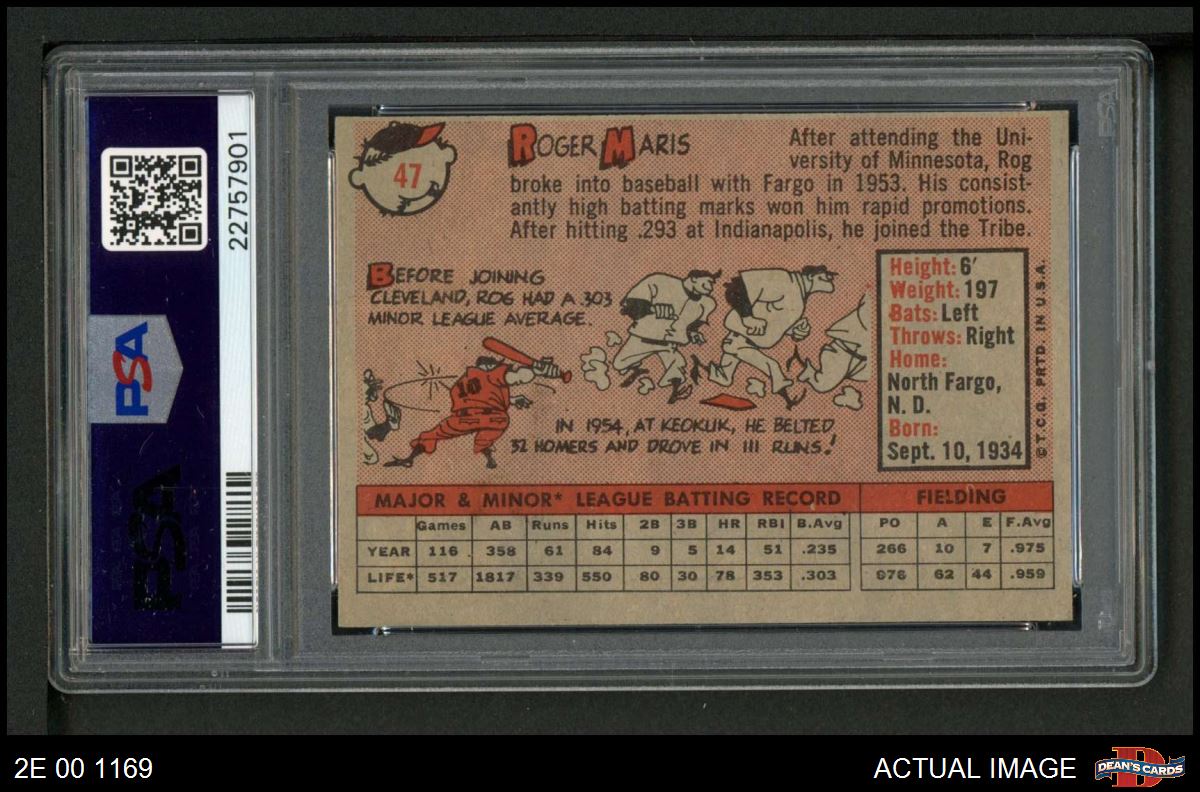 22757901
PSA
PSA
47
ROGER MARIS
After attending the Uni-
versity of Minnesota, Rog
broke into baseball with Fargo in 1953. His consist-
antly high batting marks won him rapid promotions.
After hitting .293 at Indianapolis, he joined the Tribe.
BEFORE JOINING
CLEVELAND, ROG HAD A .303
MINOR LEAGUE AVERAGE.
10
IN 1954, AT KEOKUK, HE BELTED
32 HOMERS AND DROVE IN 111 RUNS!
Height: 6'
Weight: 197
Bats: Left
Throws: Right
Home:
North Fargo,
N. D.
Born:
Sept. 10, 1934
©T.C.G. PRTD. IN U.S.A.
MAJOR & MINOR* LEAGUE BATTING RECORD FIELDING
Games AB Runs Hits 2B 3B HR RBI B.Avg PO A E F.Avg
YEAR 116 358 61 84 9 5 14 51 .235 266 10 7 .975
LIFE* 517 1817 339 550 80 30 78 353 .303 976 62 44 .959
2E 00 1169
ACTUAL IMAGE
DEAN'S CARDS